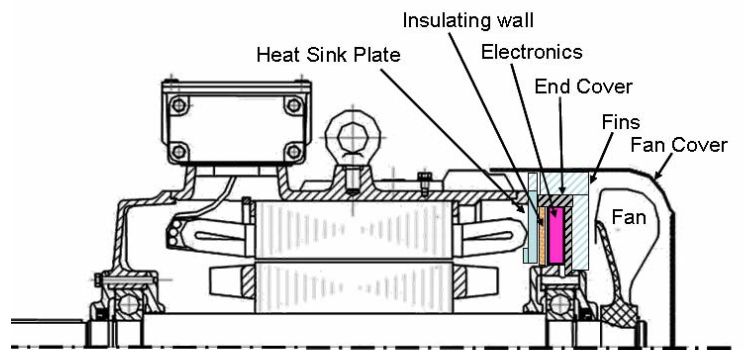 Insulating wall
Electronics
Heat Sink Plate
End Cover
Fins
Fan Cover
Fan